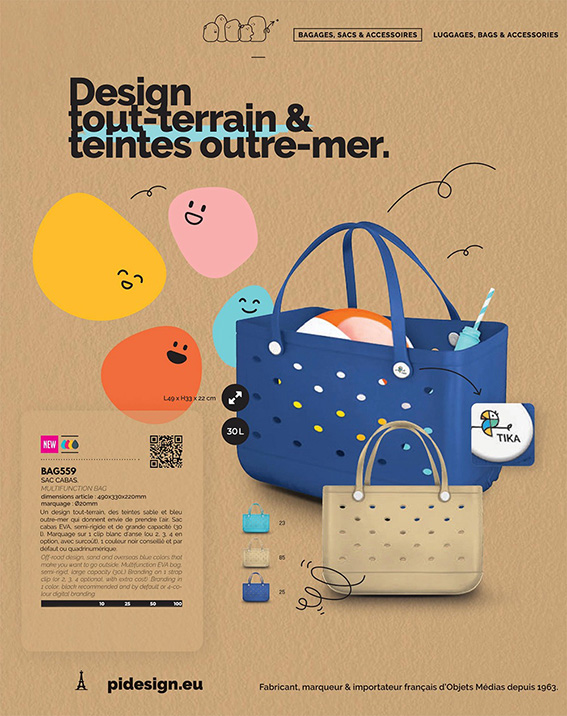 BAGAGES, SACS & ACCESSOIRES
LUGGAGES, BAGS & ACCESSORIES
Design
tout-terrain &
teintes outre-mer.
L49 x H33 x 22 cm
30L
TIKA
NEW
BAG559
SAC CABAS.
MULTIFUNCTION BAG
dimensions article : 490x330x220mm
marquage : Ø20mm
Un design tout-terrain, des teintes sable et bleu
outre-mer qui donnent envie de prendre l'air. Sac
cabas EVA, semi-rigide et de grande capacité (30
l). Marquage sur 1 clip blanc d'anse (ou 2, 3, 4 en
option, avec surcoût). 1 couleur noir conseillé et par
défaut ou quadrinumérique.
Off-road design, sand and overseas blue colors that
make you want to go outside. Multifunction EVA bag,
semi-rigid, large capacity (30L). Branding on 1 strap
clip (or 2, 3, 4 optional, with extra cost). Branding in
1 color, black recommended and by default or 4-co-
lour digital branding
10 25 50 100
23
05
25
pidesign.eu
Fabricant, marqueur & importateur français d'Objets Médias depuis 1963.